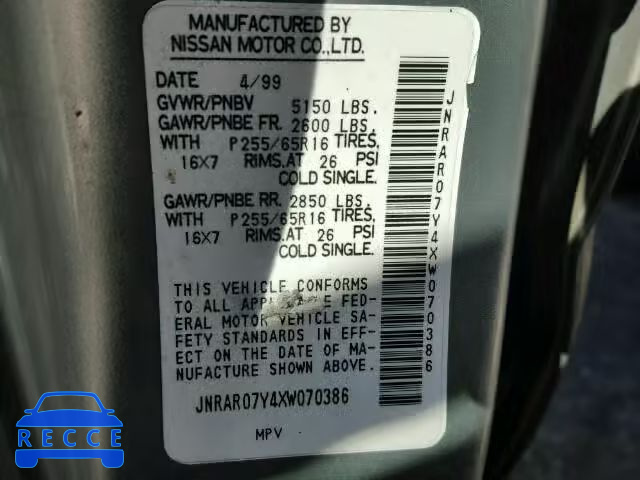 MANUFACTURED BY
NISSAN MOTOR CO., LTD.
DATE 4/99
GVWR/PNBV 5150 LBS.
GAWR/PNBE FR. 2600 LBS.
WITH P255/65R16 TIRES,
16X7 RIMS.AT 26 PSI
COLD SINGLE.
GAWR/PNBE RR. 2850 LBS.
WITH P255/65R16 TIRES,
16X7 RIMS.AT 26 PSI
COLD SINGLE.
THIS VEHICLE CONFORMS
TO ALL APPLICABLE FED-
ERAL MOTOR VEHICLE SA-
FETY STANDARDS IN EFF-
ECT ON THE DATE OF MA-
NUFACTURE SHOWN ABOVE.
JNRAR07Y4XW070386
MPV
JNRAR07Y4XW070386
RECCE